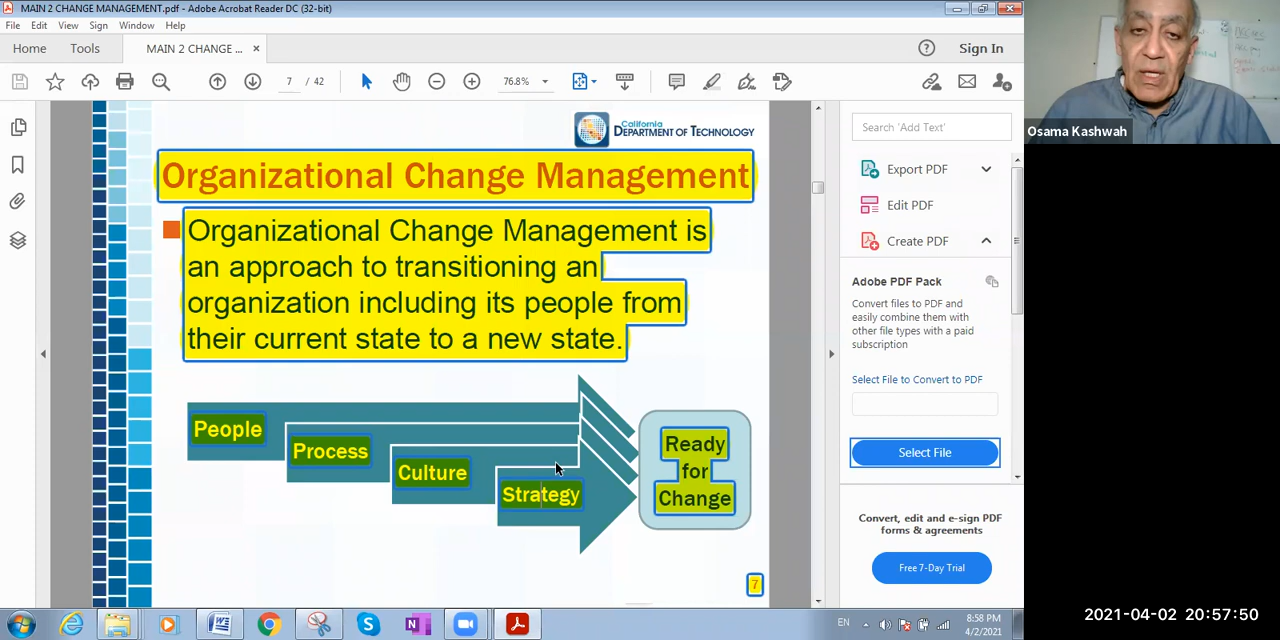 MAIN 2 CHANGE MANAGEMENT.pdf - Adobe Acrobat Reader DC (32-bit)
File Edit View Sign Window Help
Home Tools MAIN 2 CHANGE ... × Sign In
7 / 42 76.8%
California
DEPARTMENT OF TECHNOLOGY
Organizational Change Management
Organizational Change Management is
an approach to transitioning an
organization including its people from
their current state to a new state.
People
Process
Culture
Strategy
Ready
for
Change
7
Search 'Add Text'
Export PDF
Edit PDF
Create PDF
Adobe PDF Pack
Convert files to PDF and
easily combine them with
other file types with a paid
subscription
Select File to Convert to PDF
Select File
Convert, edit and e-sign PDF
forms & agreements
Free 7-Day Trial
Osama Kashwah
2021-04-02 20:57:50
EN
8:58 PM
4/2/2021